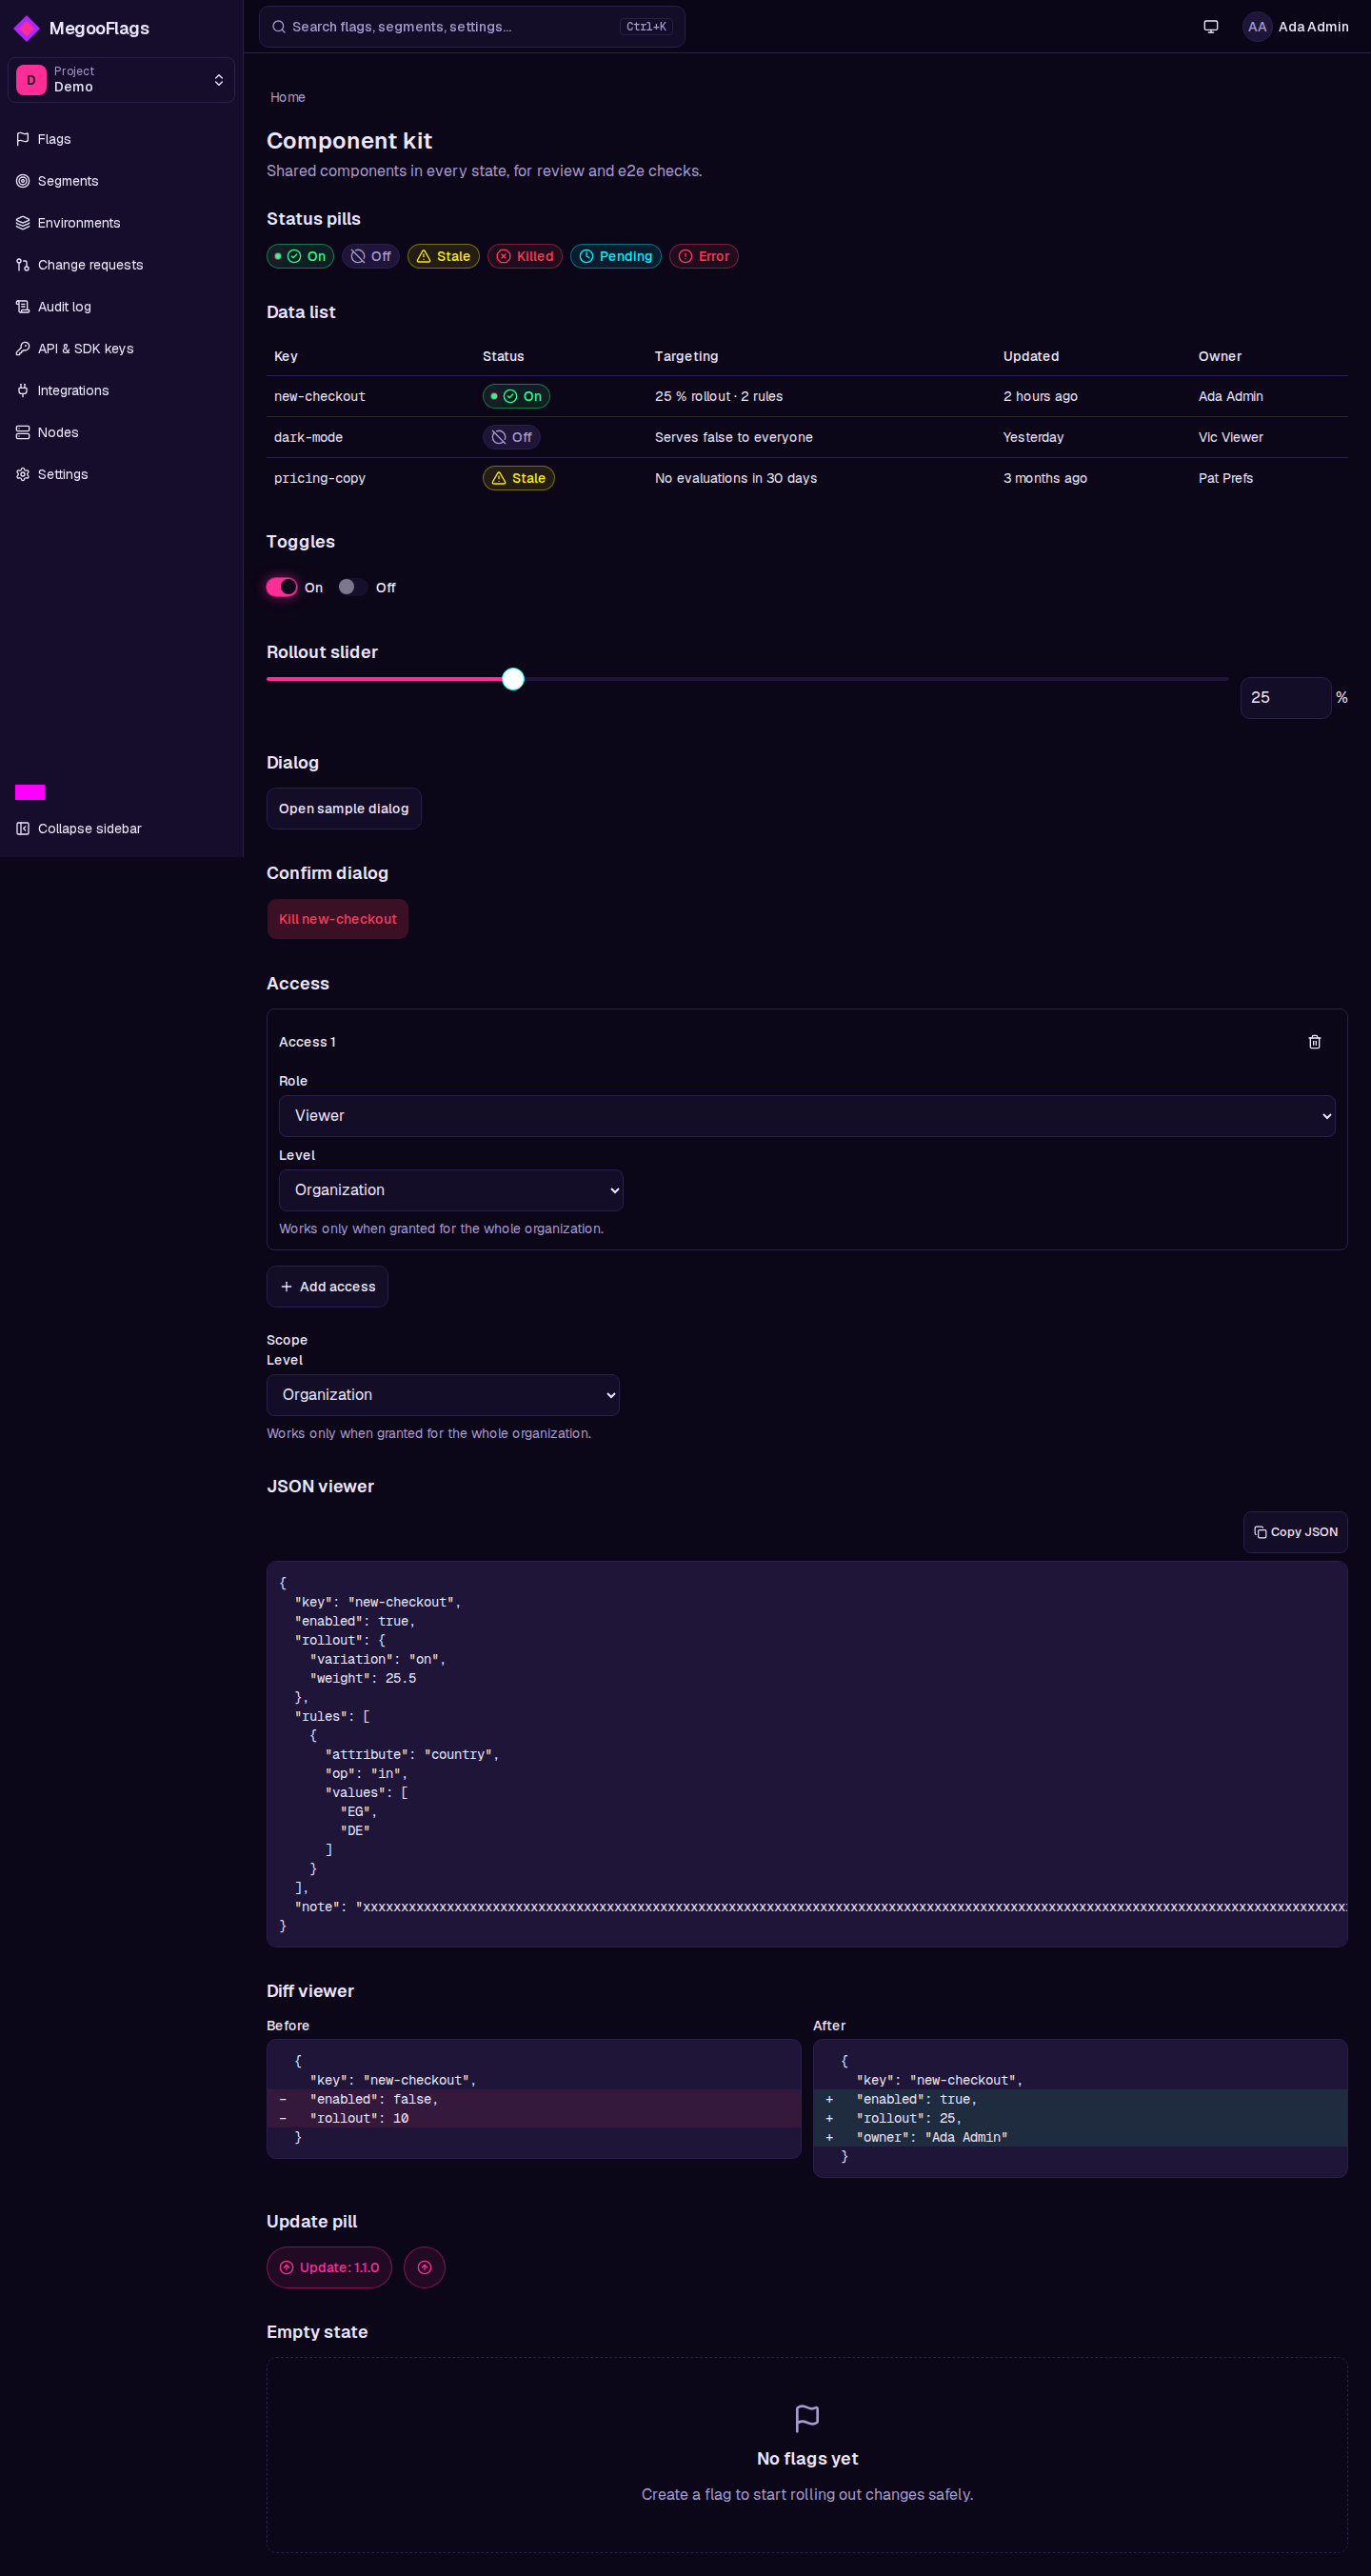 MegooFlags
Search flags, segments, settings...
Ctrl+K
AA
Ada Admin
D
Project
Demo
Flags
Segments
Environments
Change requests
Audit log
API & SDK keys
Integrations
Nodes
Settings
Collapse sidebar
Home
Component kit
Shared components in every state, for review and e2e checks.
Status pills
On
Off
Stale
Killed
Pending
Error
Data list
Key Status Targeting Updated Owner
new-checkout On 25 % rollout · 2 rules 2 hours ago Ada Admin
dark-mode Off Serves false to everyone Yesterday Vic Viewer
pricing-copy Stale No evaluations in 30 days 3 months ago Pat Prefs
Toggles
On
Off
Rollout slider
25 %
Dialog
Open sample dialog
Confirm dialog
Kill new-checkout
Access
Access 1
Role
Viewer
Level
Organization
Works only when granted for the whole organization.
Add access
Scope
Level
Organization
Works only when granted for the whole organization.
JSON viewer
Copy JSON
{
"key": "new-checkout",
"enabled": true,
"rollout": {
"variation": "on",
"weight": 25.5
},
"rules": [
{
"attribute": "country",
"op": "in",
"values": [
"EG",
"DE"
]
}
],
"note":
}
Diff viewer
Before
{
"key": "new-checkout",
- "enabled": false,
- "rollout": 10
}
After
{
"key": "new-checkout",
+ "enabled": true,
+ "rollout": 25,
+ "owner": "Ada Admin"
}
Update pill
Update: 1.1.0
Empty state
No flags yet
Create a flag to start rolling out changes safely.